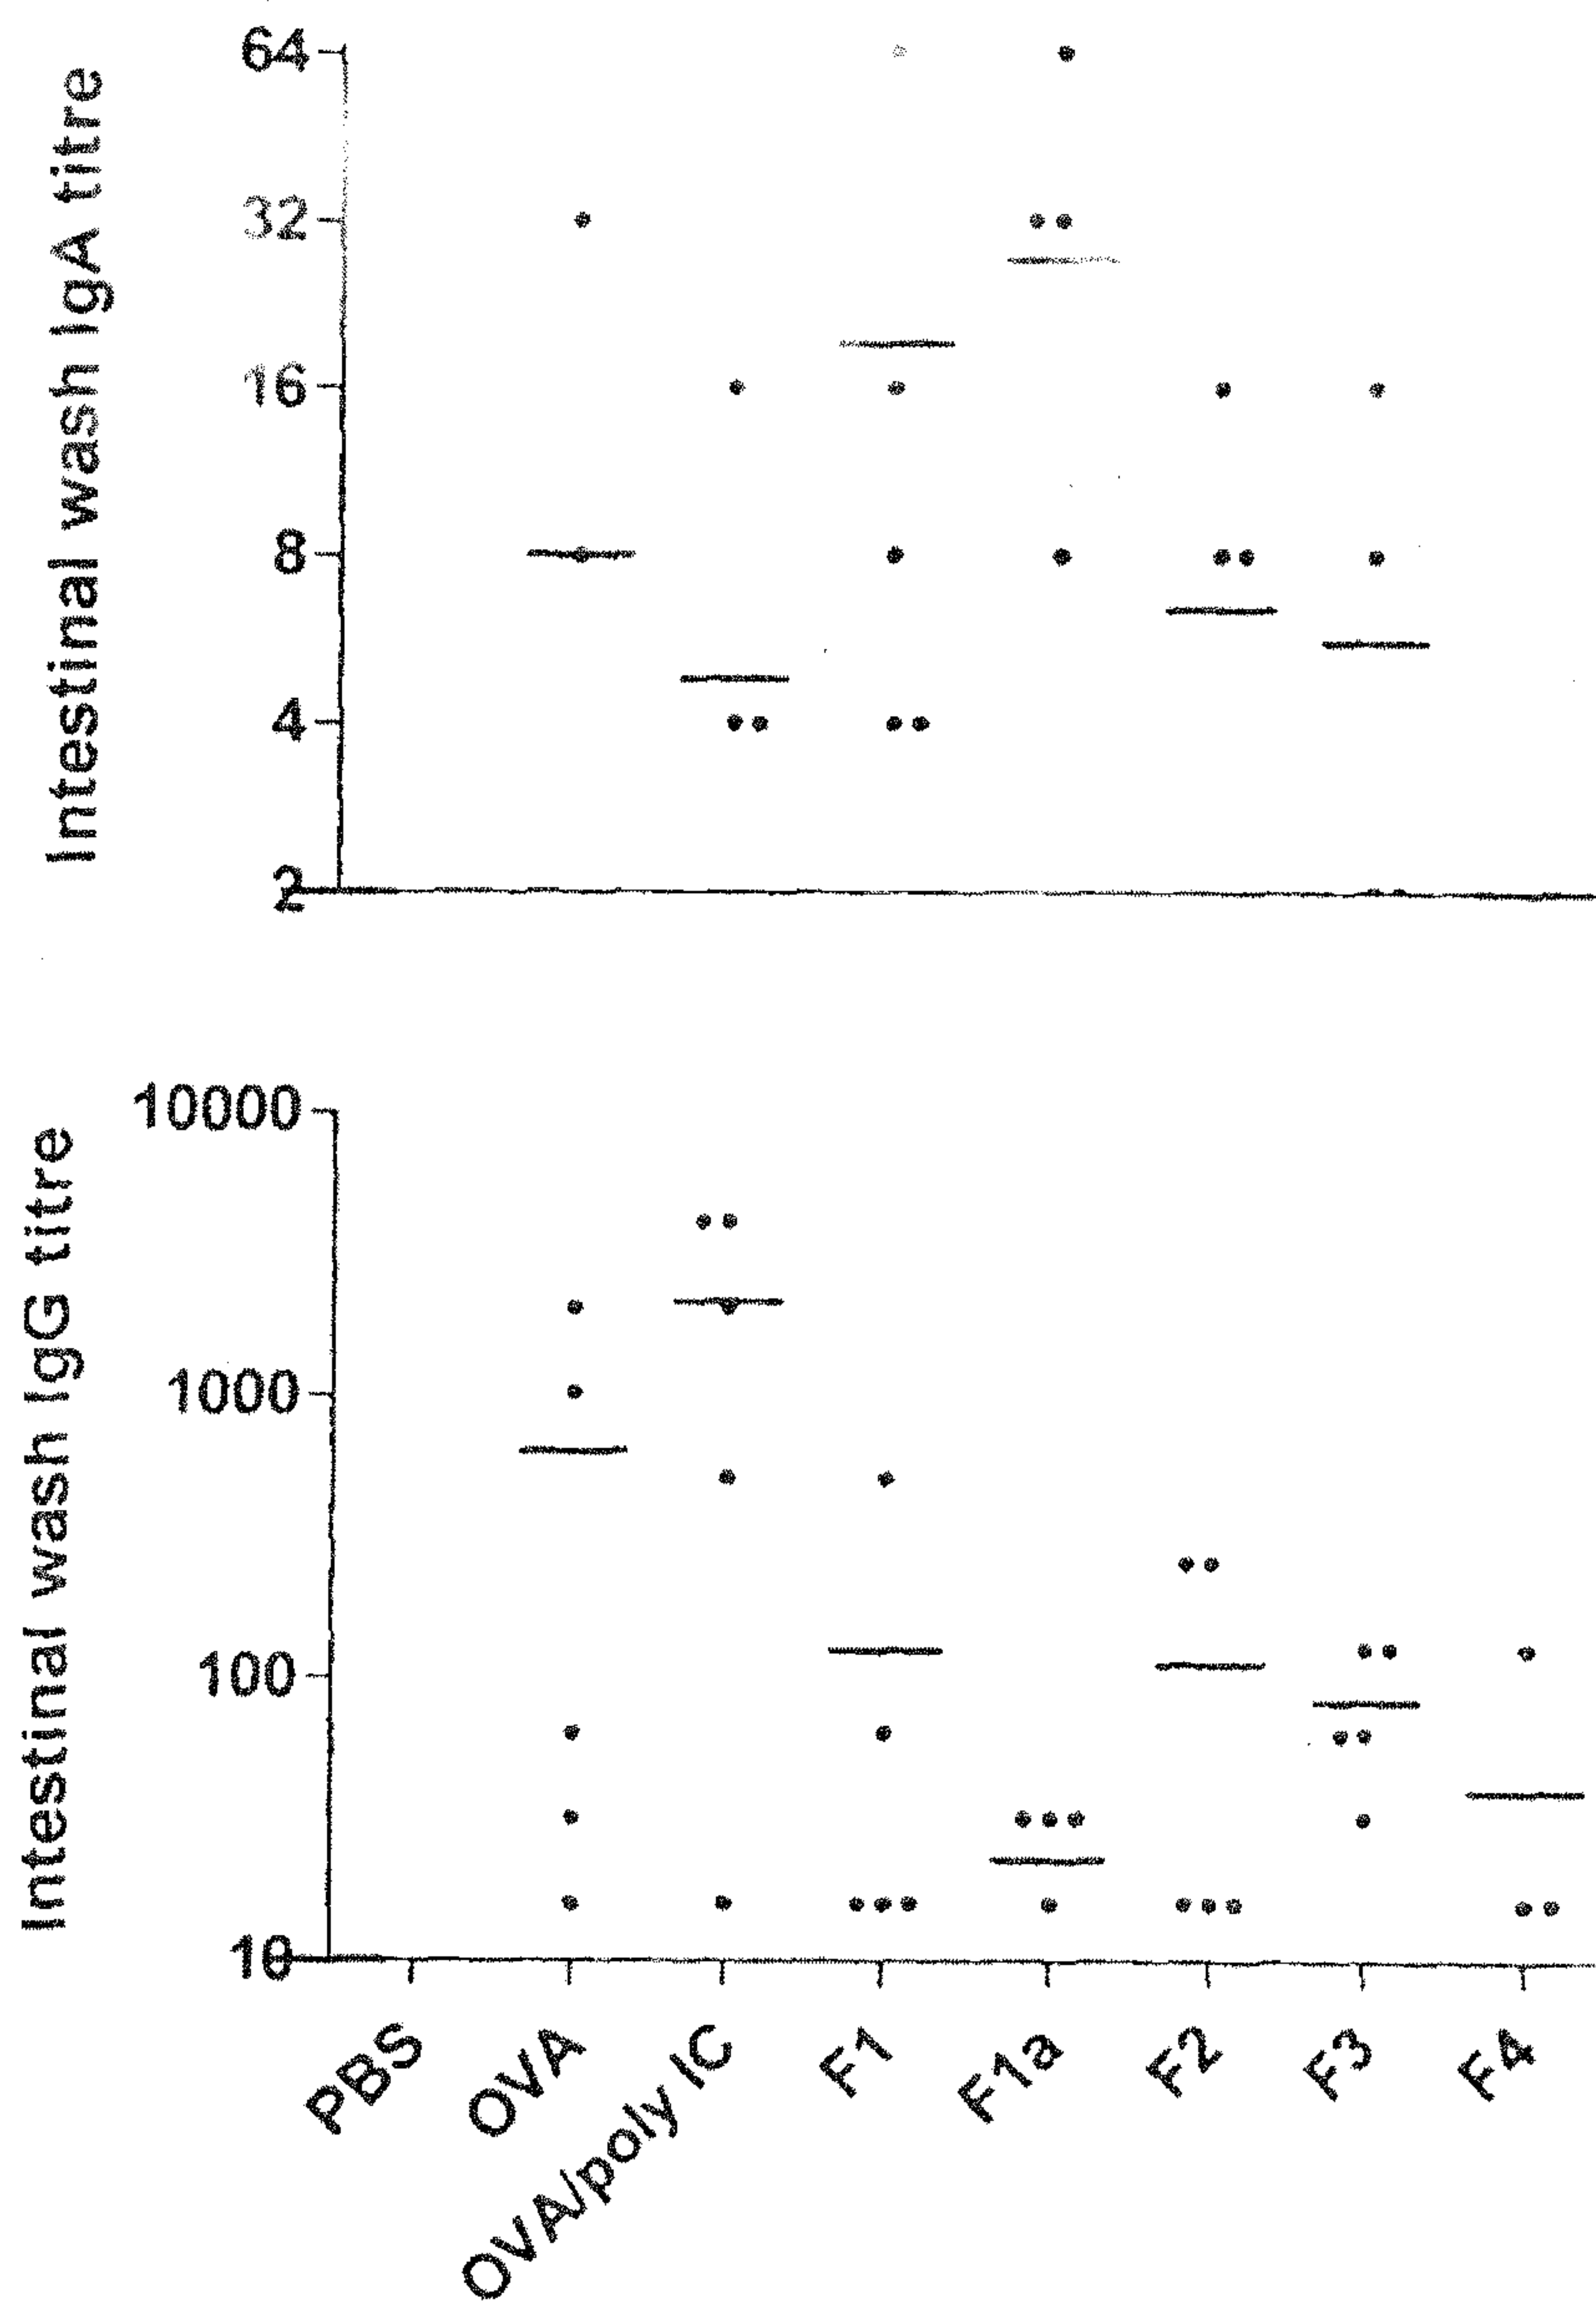 Intestinal wash IgA titre
64
32
16
8
4
2
Intestinal wash IgG titre
10000
1000
100
10
PBS
OVA
OVA/poly IC
F1
F1a
F2
F3
F4